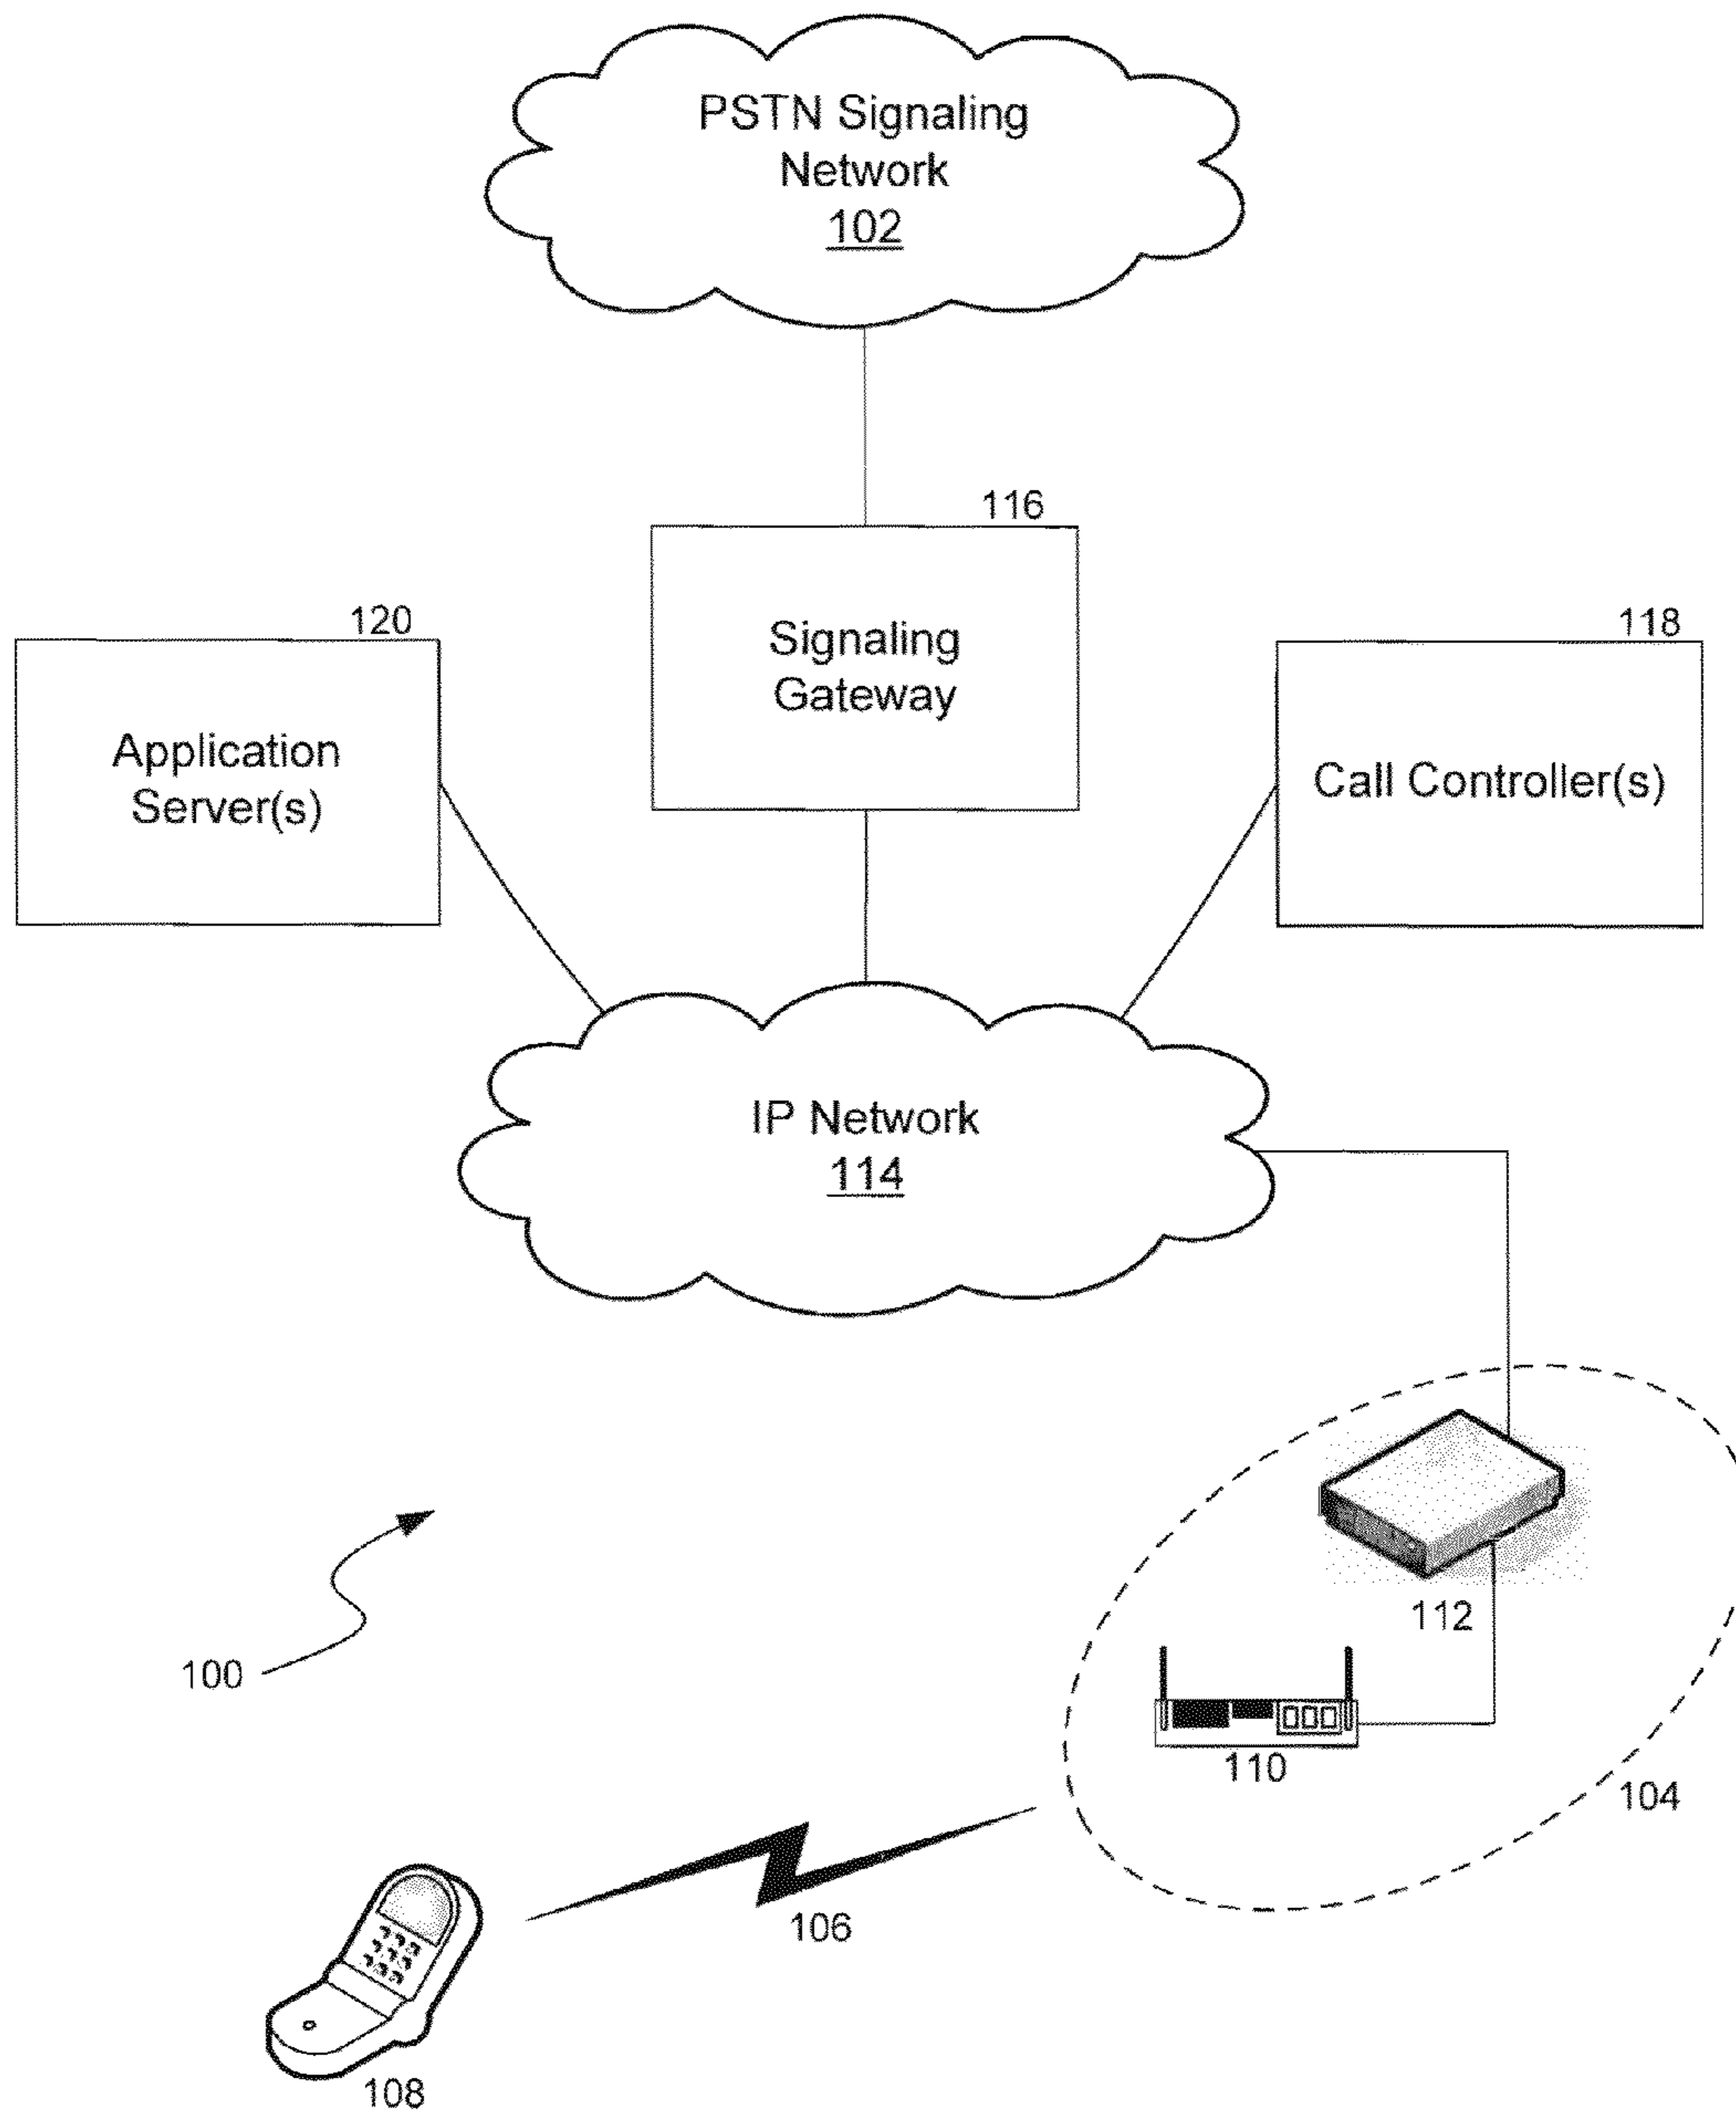 PSTN Signaling
Network
102
116
Signaling
Gateway
120
Application
Server(s)
118
Call Controller(s)
IP Network
114
112
100
110
104
106
108